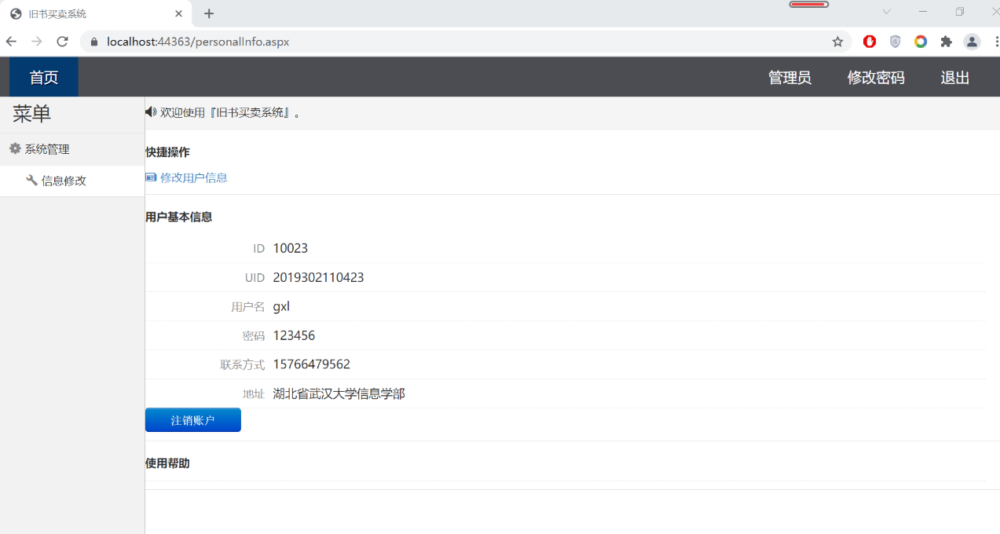 旧书买卖系统
localhost:44363/personalInfo.aspx
首页
管理员 修改密码 退出
菜单
系统管理
信息修改
欢迎使用『旧书买卖系统』。
快捷操作
修改用户信息
用户基本信息
ID 10023
UID 2019302110423
用户名 gxl
密码 123456
联系方式 15766479562
地址 湖北省武汉大学信息学部
注销账户
使用帮助